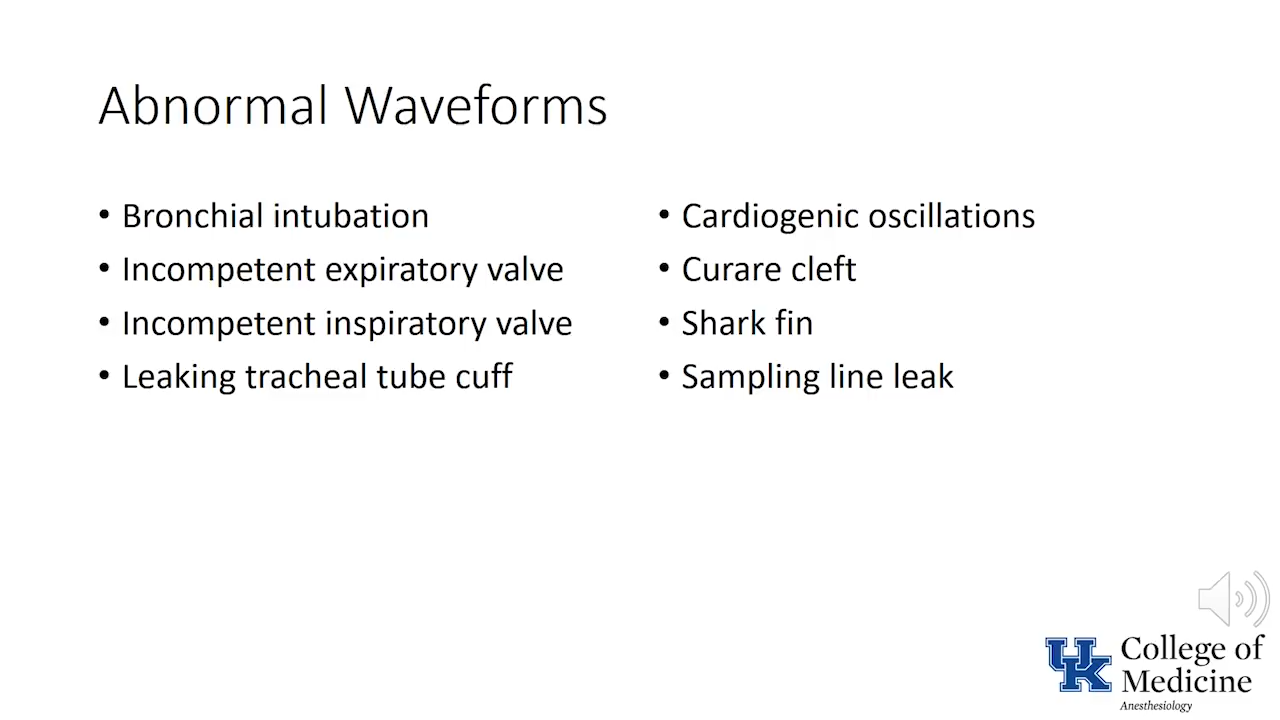 Abnormal Waveforms
• Bronchial intubation
• Incompetent expiratory valve
• Incompetent inspiratory valve
• Leaking tracheal tube cuff
• Cardiogenic oscillations
• Curare cleft
• Shark fin
• Sampling line leak
UK
College of
Medicine
Anesthesiology